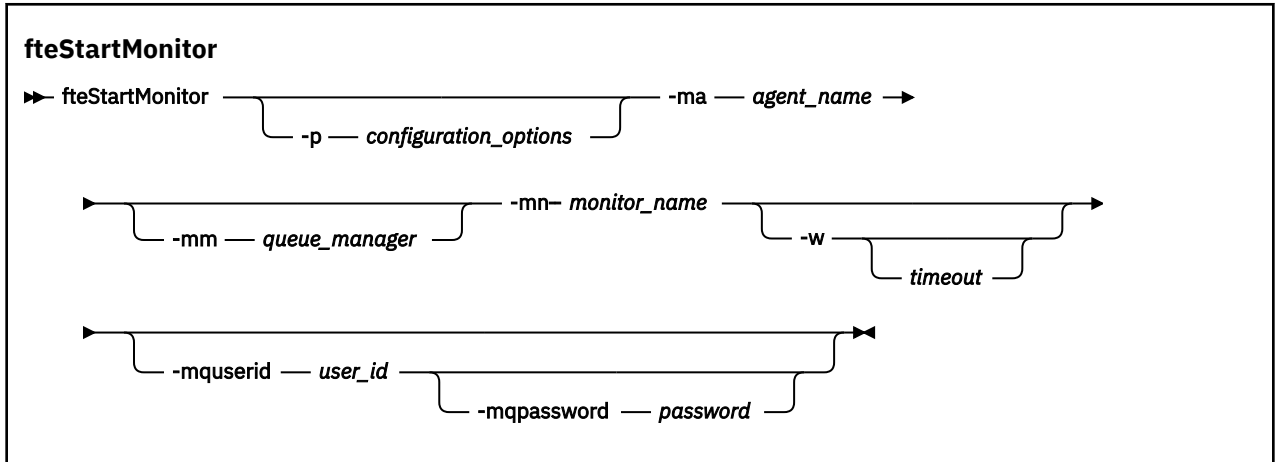 fteStartMonitor
fteStartMonitor -ma agent_name
-p configuration_options
-mn monitor_name
-mm queue_manager -w
timeout
-mquserid user_id
-mqpassword password